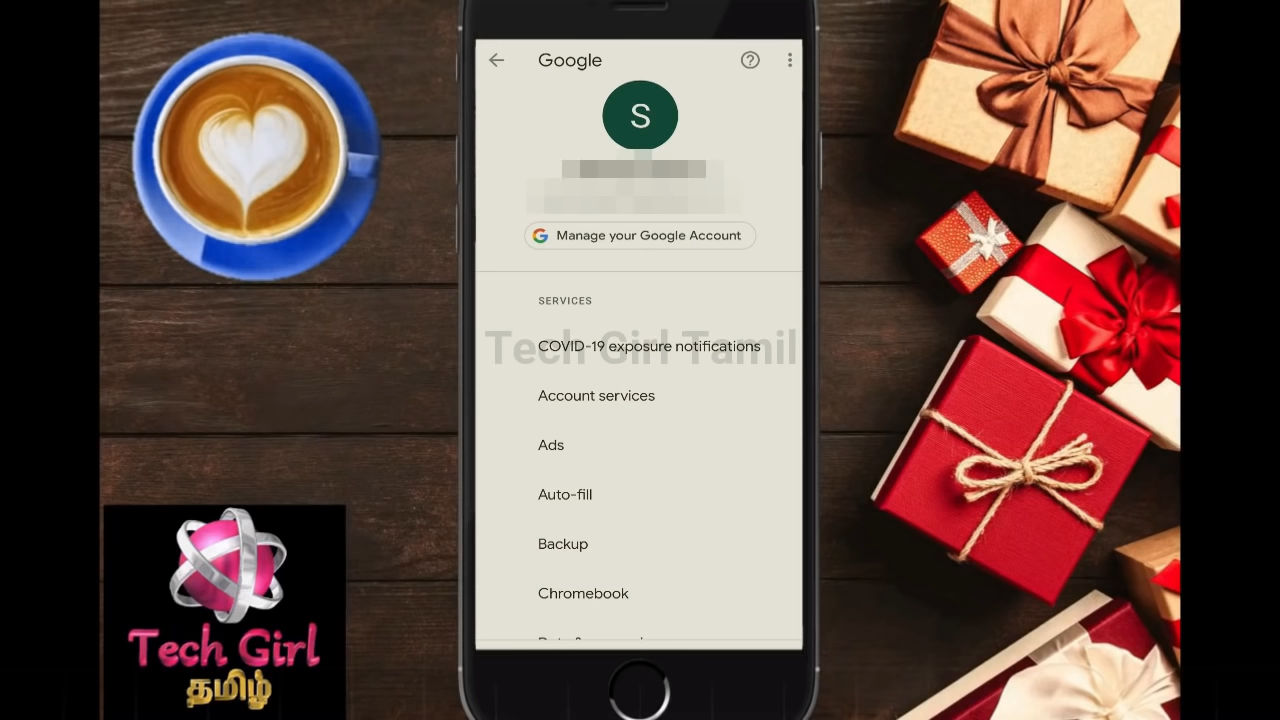 Google
S
Manage your Google Account
SERVICES
Tech Girl Tamil
COVID-19 exposure notifications
Account services
Ads
Auto-fill
Backup
Chromebook
Tech Girl
தமிழ்